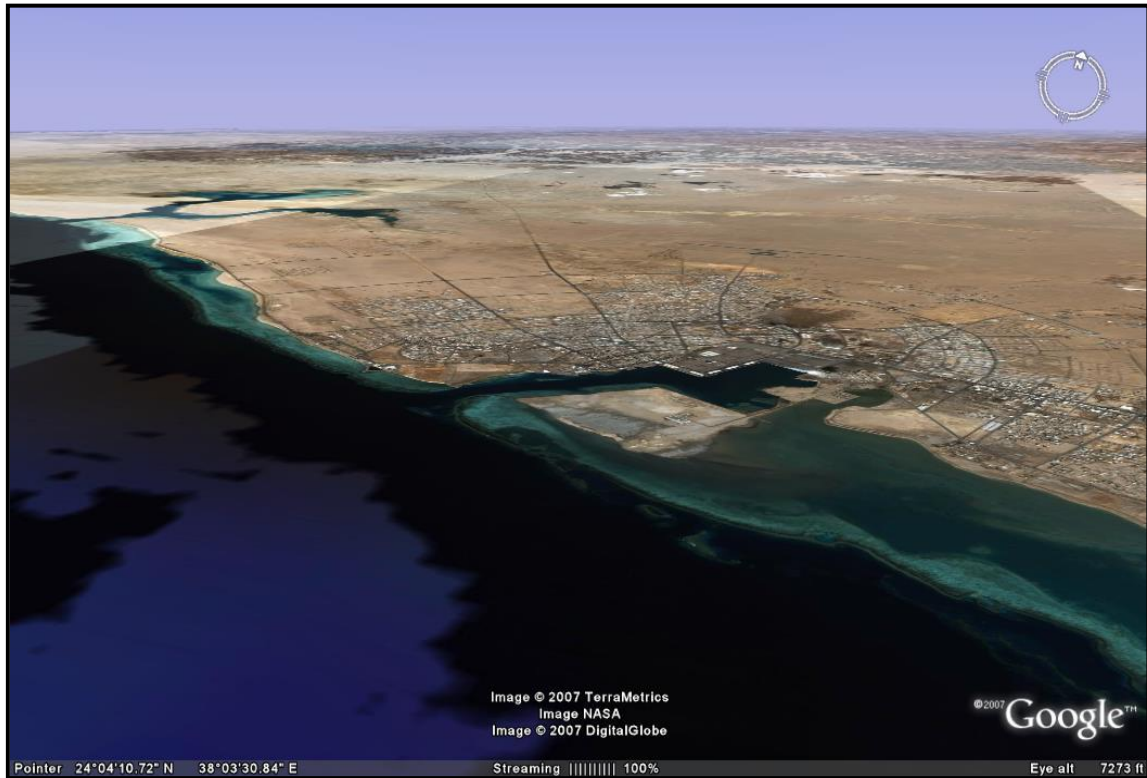 N
Image © 2007 TerraMetrics
Image NASA
Image © 2007 DigitalGlobe
©2007 Google™
Pointer 24°04'10.72" N 38°03'30.84" E Streaming |||||||||| 100% Eye alt 7273 ft